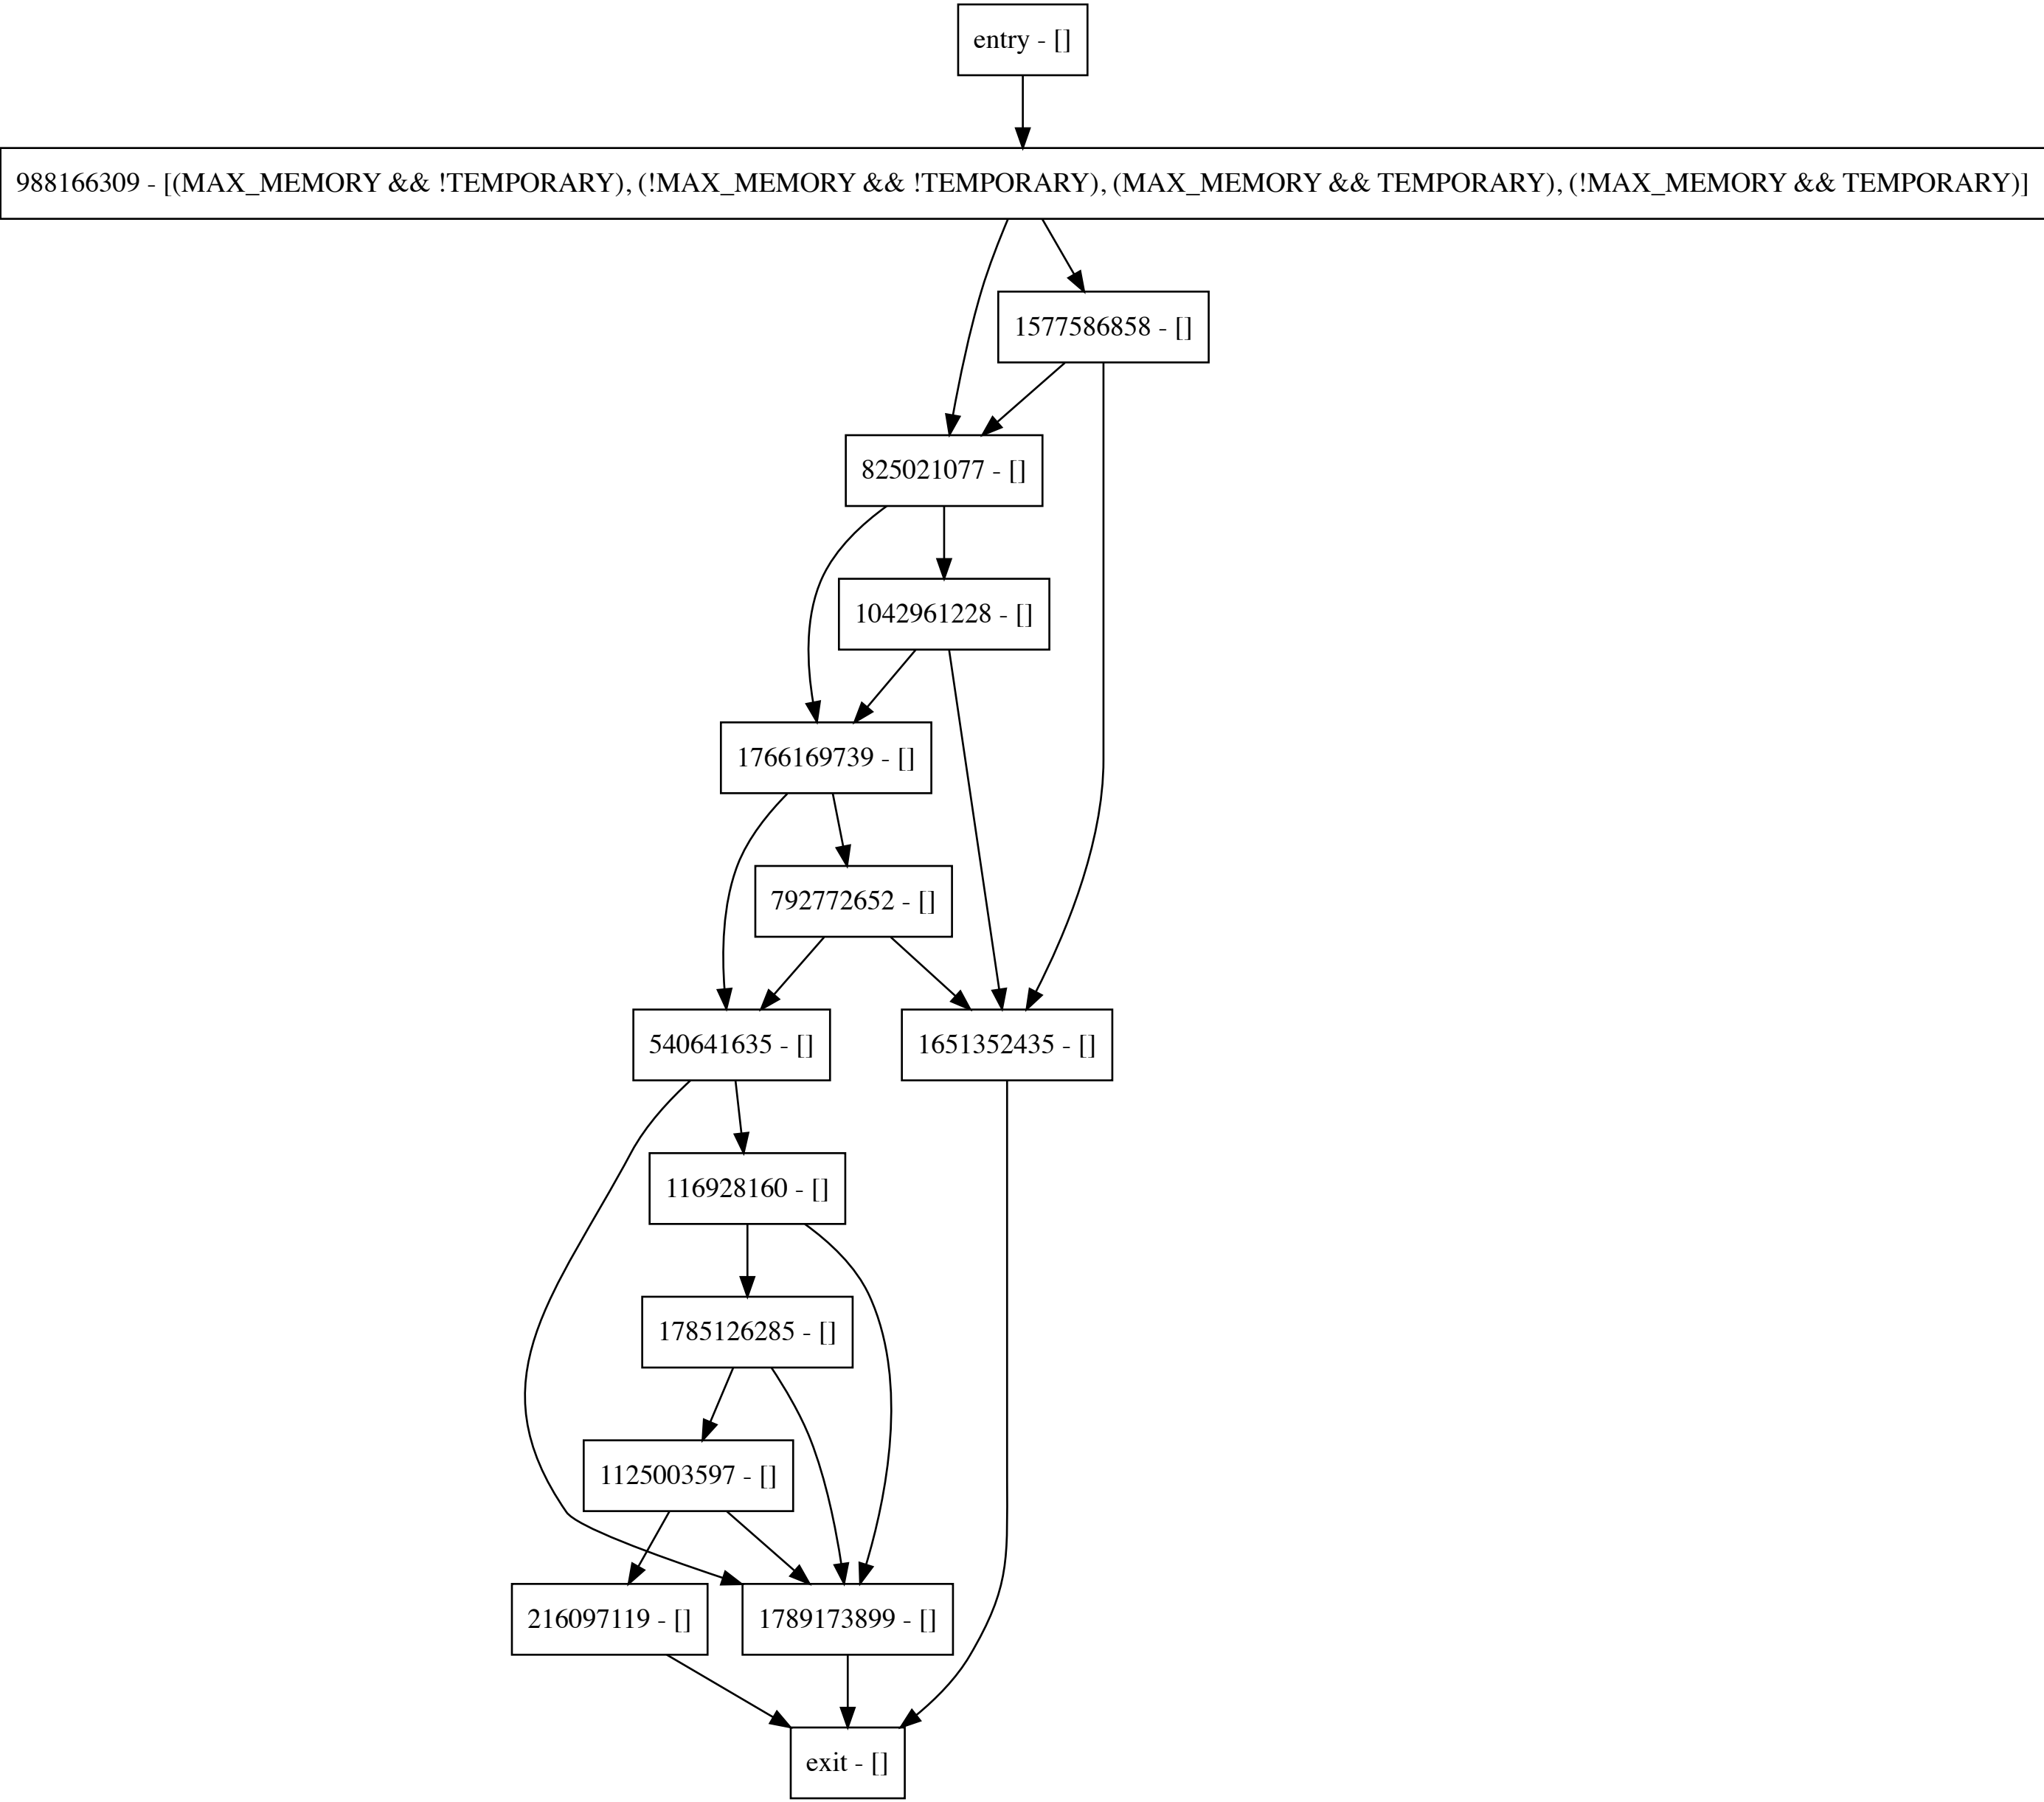 entry - []
988166309 - [(MAX_MEMORY && !TEMPORARY), (!MAX_MEMORY && !TEMPORARY), (MAX_MEMORY && TEMPORARY), (!MAX_MEMORY && TEMPORARY)]
1577586858 - []
825021077 - []
1042961228 - []
1766169739 - []
792772652 - []
540641635 - []
1651352435 - []
116928160 - []
1785126285 - []
1125003597 - []
216097119 - []
1789173899 - []
exit - []